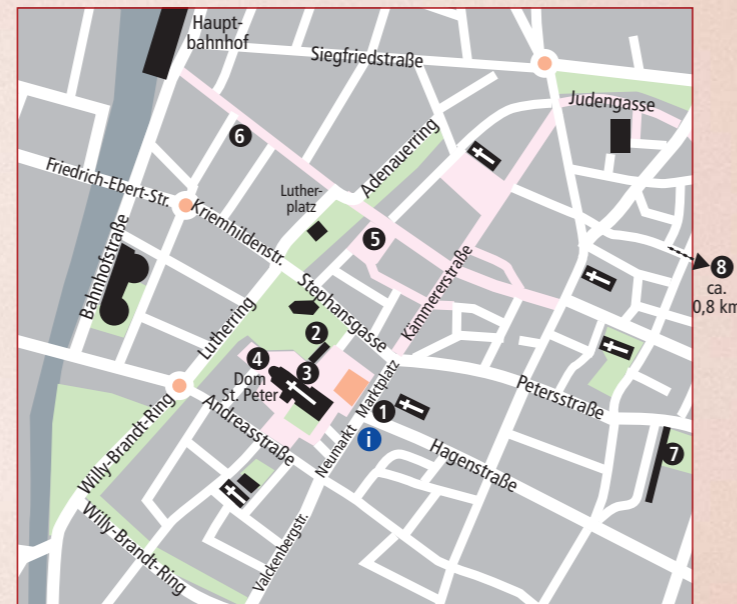 Haupt-
bahnhof
Siegfriedstraße
Judengasse
6
Adenauerring
Friedrich-Ebert-Str.
Luther-
platz
Kriemhildenstr.
5
8
ca.
0,8 km
Bahnhofstraße
Stephansgasse
Kämmererstraße
Lutherring
2
4
3
Dom
St. Peter
Marktplatz
Petersstraße
1
Willy-Brandt-Ring
Andreasstraße
Neumarkt
i
Hagenstraße
7
Willy-Brandt-Ring
Valckenbergstr.